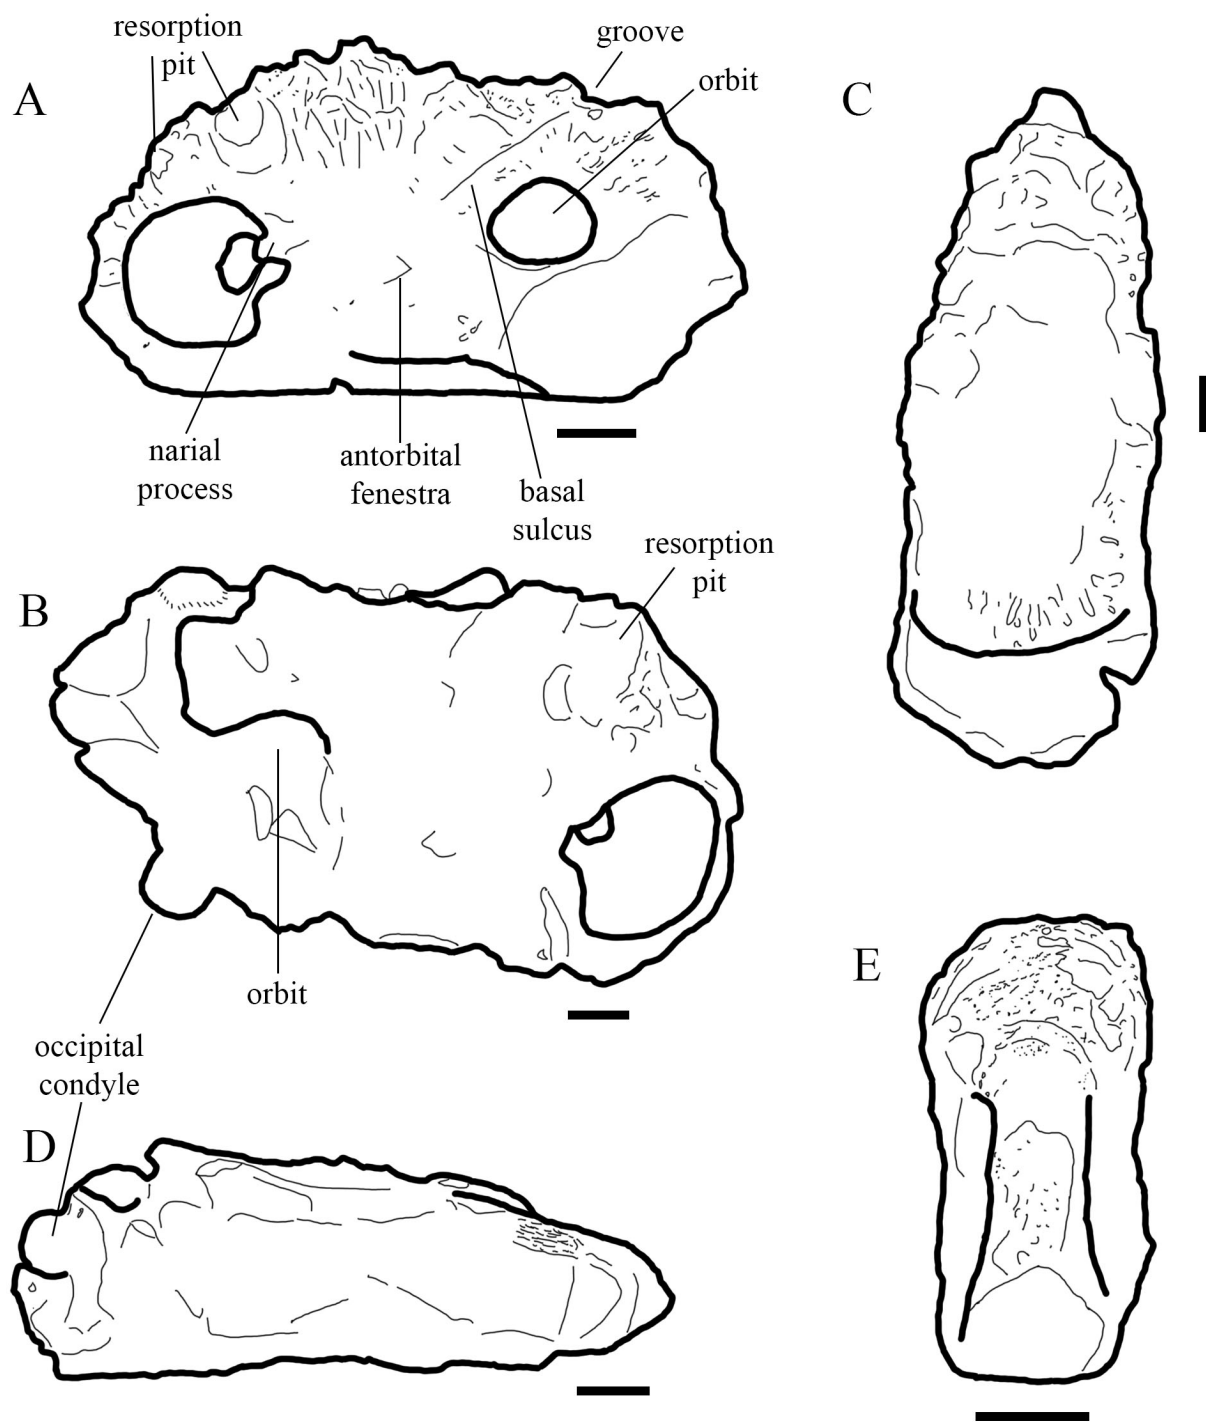 resorption
pit
groove
orbit
A
C
narial
process
antorbital
fenestra
basal
sulcus
resorption
pit
B
E
orbit
occipital
condyle
D